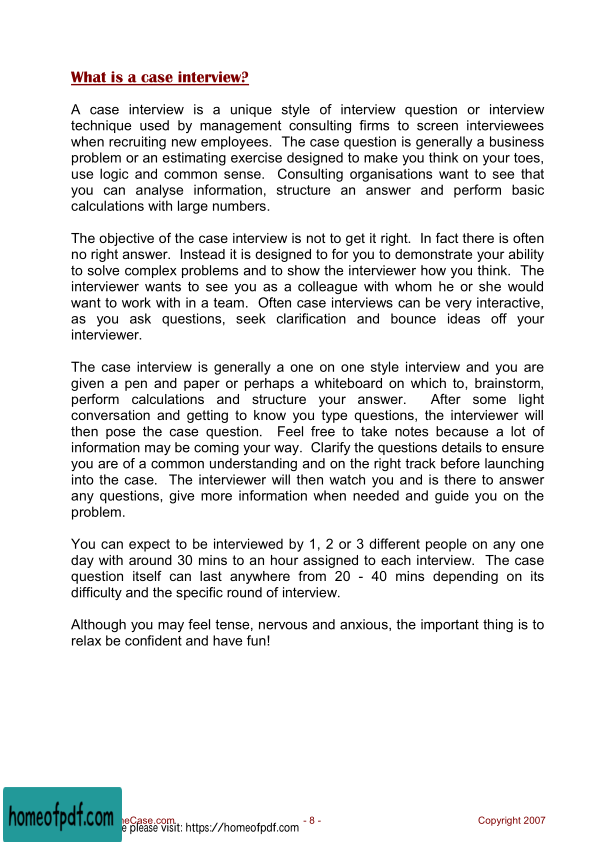 What is a case interview?
A case interview is a unique style of interview question or interview
technique used by management consulting firms to screen interviewees
when recruiting new employees. The case question is generally a business
problem or an estimating exercise designed to make you think on your toes,
use logic and common sense. Consulting organisations want to see that
you can analyse information, structure an answer and perform basic
calculations with large numbers.
The objective of the case interview is not to get it right. In fact there is often
no right answer. Instead it is designed to for you to demonstrate your ability
to solve complex problems and to show the interviewer how you think. The
interviewer wants to see you as a colleague with whom he or she would
want to work with in a team. Often case interviews can be very interactive,
as you ask questions, seek clarification and bounce ideas off your
interviewer.
The case interview is generally a one on one style interview and you are
given a pen and paper or perhaps a whiteboard on which to, brainstorm,
perform calculations and structure your answer. After some light
conversation and getting to know you type questions, the interviewer will
then pose the case question. Feel free to take notes because a lot of
information may be coming your way. Clarify the questions details to ensure
you are of a common understanding and on the right track before launching
into the case. The interviewer will then watch you and is there to answer
any questions, give more information when needed and guide you on the
problem.
You can expect to be interviewed by 1, 2 or 3 different people on any one
day with around 30 mins to an hour assigned to each interview. The case
question itself can last anywhere from 20 - 40 mins depending on its
difficulty and the specific round of interview.
Although you may feel tense, nervous and anxious, the important thing is to
relax be confident and have fun!
homeofpdf.com
neCase.com - 8 - Copyright 2007
e please visit: https://homeofpdf.com